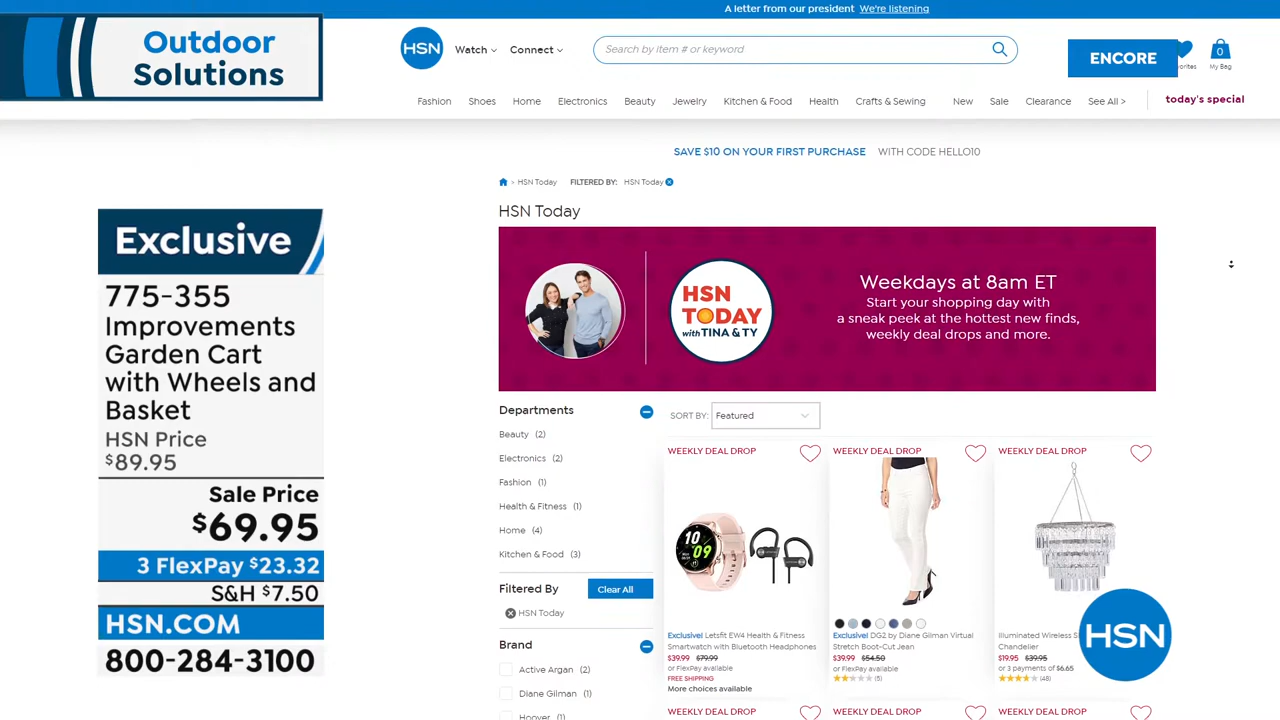 A letter from our president We're listening
Outdoor
Solutions
HSN
Watch
Connect
Search by item # or keyword
ENCORE
0
My Bag
Fashion Shoes Home Electronics Beauty Jewelry Kitchen & Food Health Crafts & Sewing New Sale Clearance See All > today's special
SAVE $10 ON YOUR FIRST PURCHASE WITH CODE HELLO10
> HSN Today FILTERED BY: HSN Today
HSN Today
HSN
TODAY
with TINA & TY
Weekdays at 8am ET
Start your shopping day with
a sneak peek at the hottest new finds,
weekly deal drops and more.
Exclusive
775-355
Improvements
Garden Cart
with Wheels and
Basket
HSN Price
$89.95
Sale Price
$69.95
3 FlexPay $23.32
S&H $7.50
HSN.COM
800-284-3100
Departments
Beauty (2)
Electronics (2)
Fashion (1)
Health & Fitness (1)
Home (4)
Kitchen & Food (3)
Filtered By Clear All
HSN Today
Brand
Active Argan (2)
Diane Gilman (1)
Hoover (1)
SORT BY: Featured
WEEKLY DEAL DROP
10
09
Exclusive! Letsfit EW4 Health & Fitness
Smartwatch with Bluetooth Headphones
$39.99 $79.99
or FlexPay available
FREE SHIPPING
More choices available
WEEKLY DEAL DROP
Exclusive! DG2 by Diane Gilman Virtual
Stretch Boot-Cut Jean
$39.99 $54.50
or FlexPay available
(5)
WEEKLY DEAL DROP
Illuminated Wireless
Chandelier
$19.95 $39.95
or 3 payments of $6.65
(48)
HSN
WEEKLY DEAL DROP
WEEKLY DEAL DROP
WEEKLY DEAL DROP